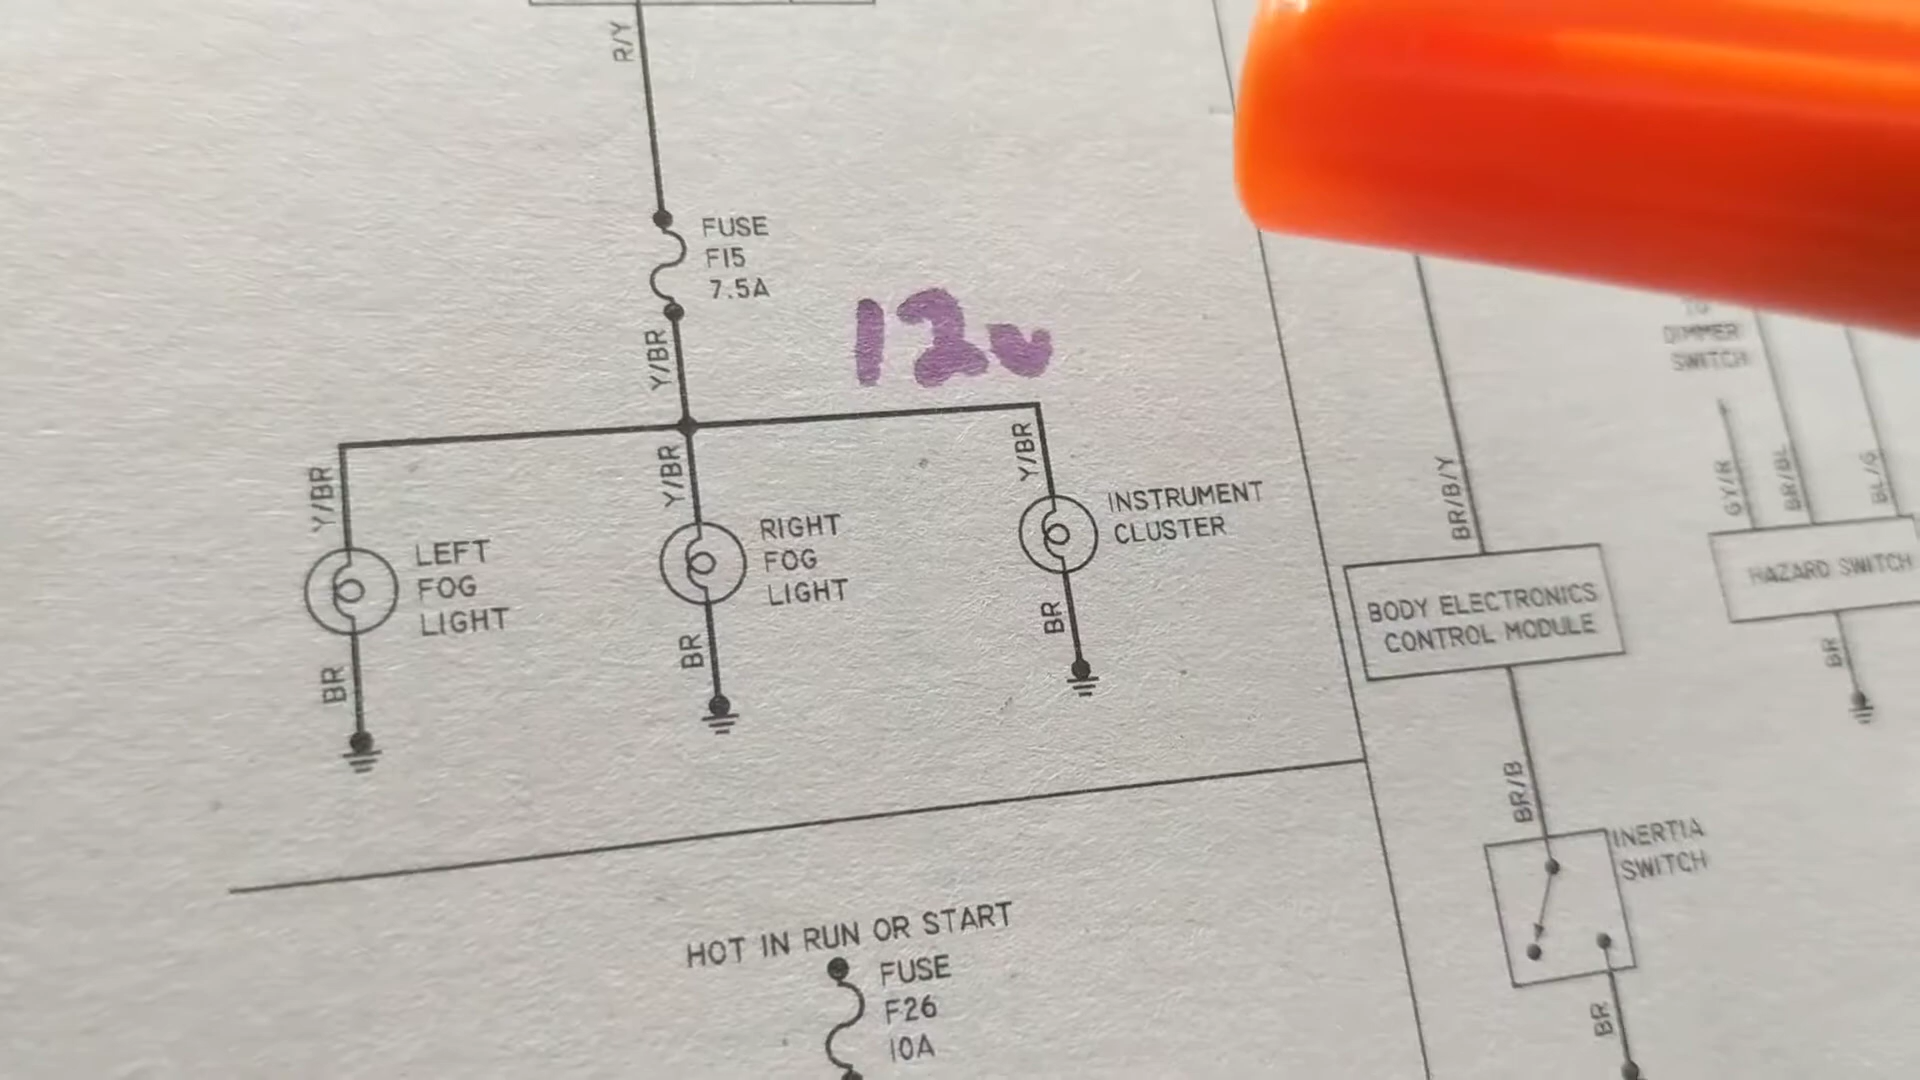 R/Y
FUSE
F15
7.5A
12v
Y/BR
Y/BR
Y/BR
Y/BR
LEFT
FOG
LIGHT
RIGHT
FOG
LIGHT
INSTRUMENT
CLUSTER
BR
BR
BR
TO
DIMMER
SWITCH
BR/B/Y
GY/R
BR/BL
BL/G
BODY ELECTRONICS
CONTROL MODULE
HAZARD SWITCH
BR
BR/B
INERTIA
SWITCH
BR
HOT IN RUN OR START
FUSE
F26
10A